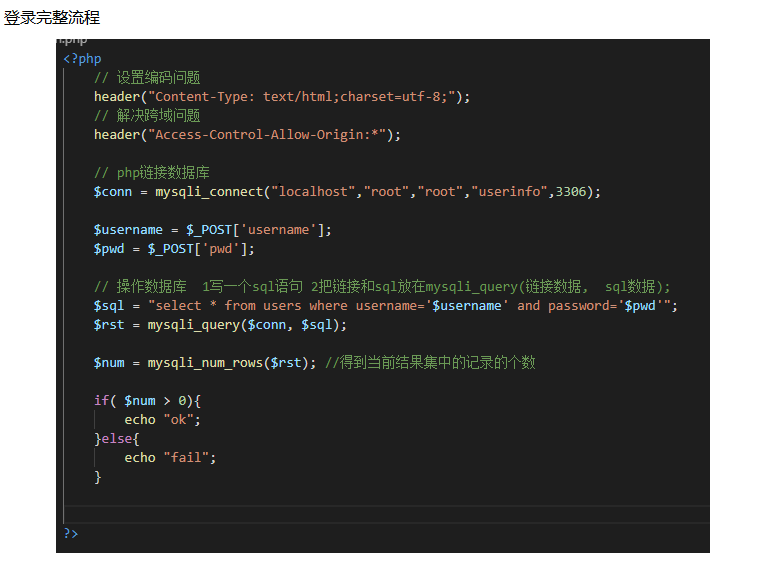 登录完整流程
n.php
<?php
// 设置编码问题
header("Content-Type: text/html;charset=utf-8;");
// 解决跨域问题
header("Access-Control-Allow-Origin:*");
// php链接数据库
$conn = mysqli_connect("localhost","root","root","userinfo",3306);
$username = $_POST['username'];
$pwd = $_POST['pwd'];
// 操作数据库  1写一个sql语句 2把链接和sql放在mysqli_query(链接数据,  sql数据);
$sql = "select * from users where username='$username' and password='$pwd'";
$rst = mysqli_query($conn, $sql);
$num = mysqli_num_rows($rst); //得到当前结果集中的记录的个数
if( $num > 0){
echo "ok";
}else{
echo "fail";
}
?>